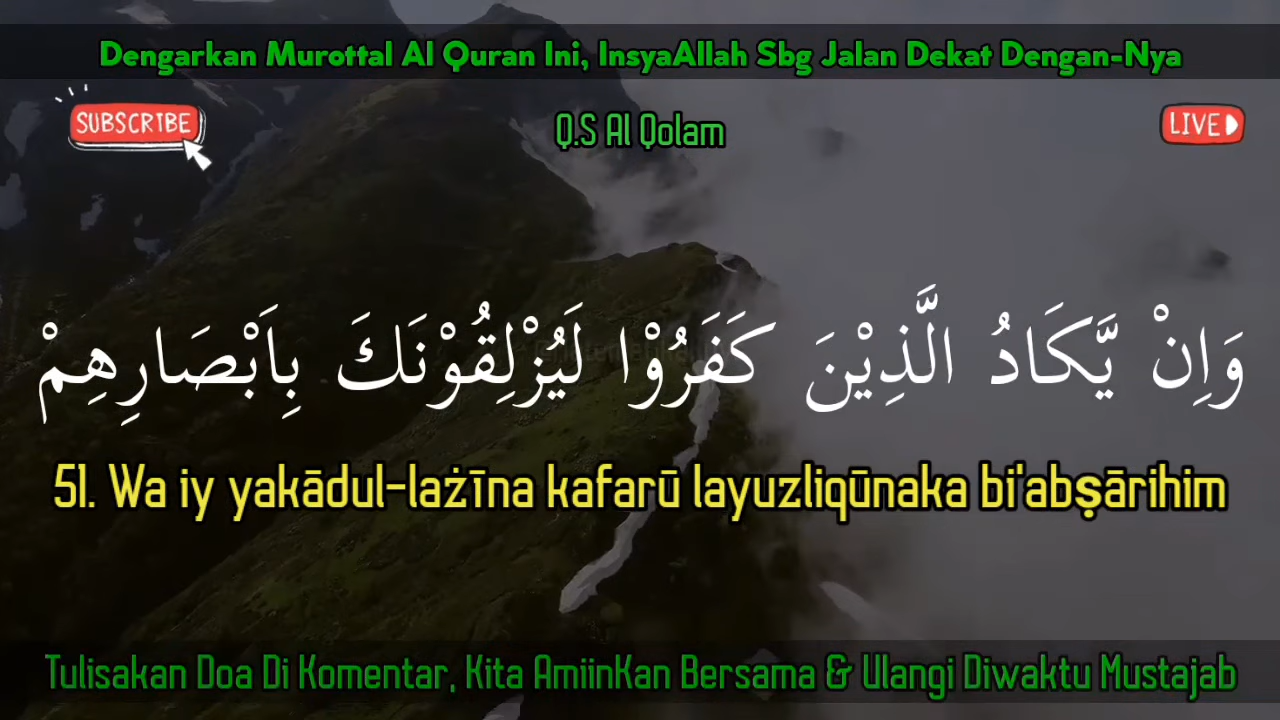 Dengarkan Murottal Al Quran Ini, InsyaAllah Sbg Jalan Dekat Dengan-Nya
SUBSCRIBE
Q.S Al Qolam
LIVE
وَاِنْ يَّكَادُ الَّذِيْنَ كَفَرُوْا لَيُزْلِقُوْنَكَ بِاَبْصَارِهِمْ
51. Wa iy yakādul-lażīna kafarū layuzliqūnaka bi'abṣārihim
Tulisakan Doa Di Komentar, Kita AmiinKan Bersama & Ulangi Diwaktu Mustajab